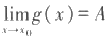 lim g(x)=A
x→x₀